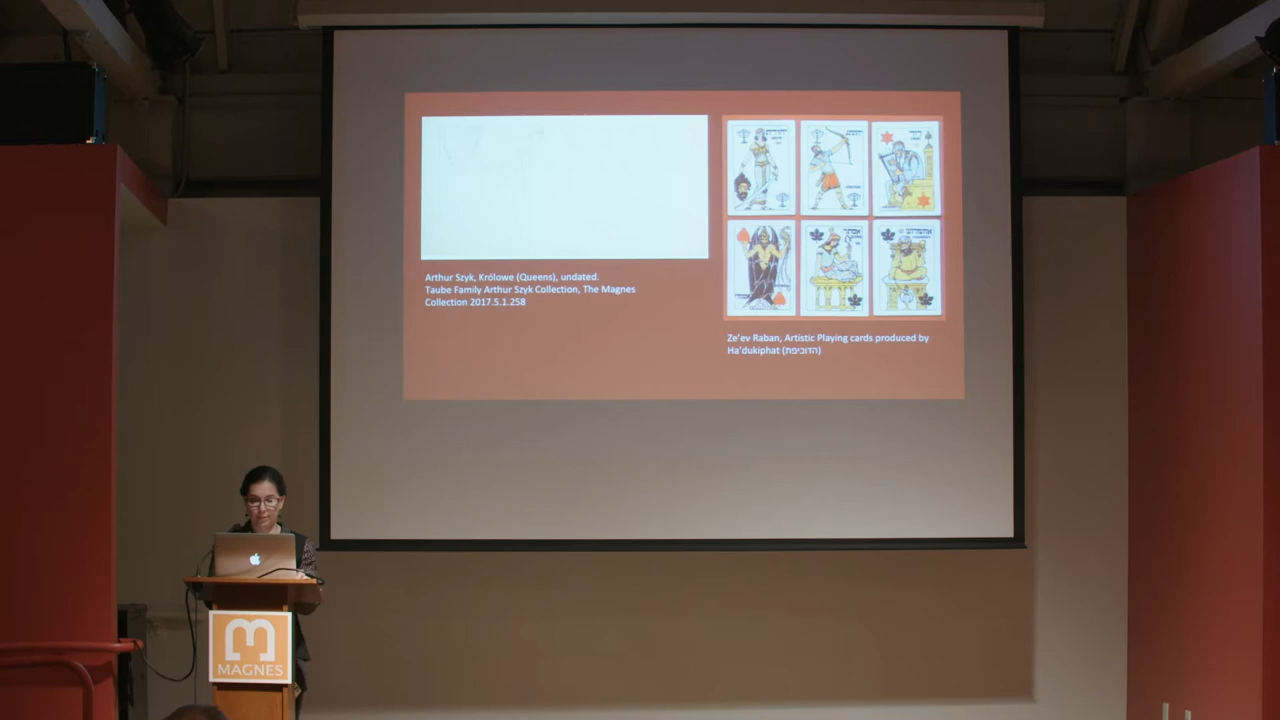 Arthur Szyk, Królowe (Queens), undated.
Taube Family Arthur Szyk Collection, The Magnes
Collection 2017.5.1.258
Ze'ev Raban, Artistic Playing cards produced by
Ha'dukiphat (הדוכיפת)
אסתר
MAGNES